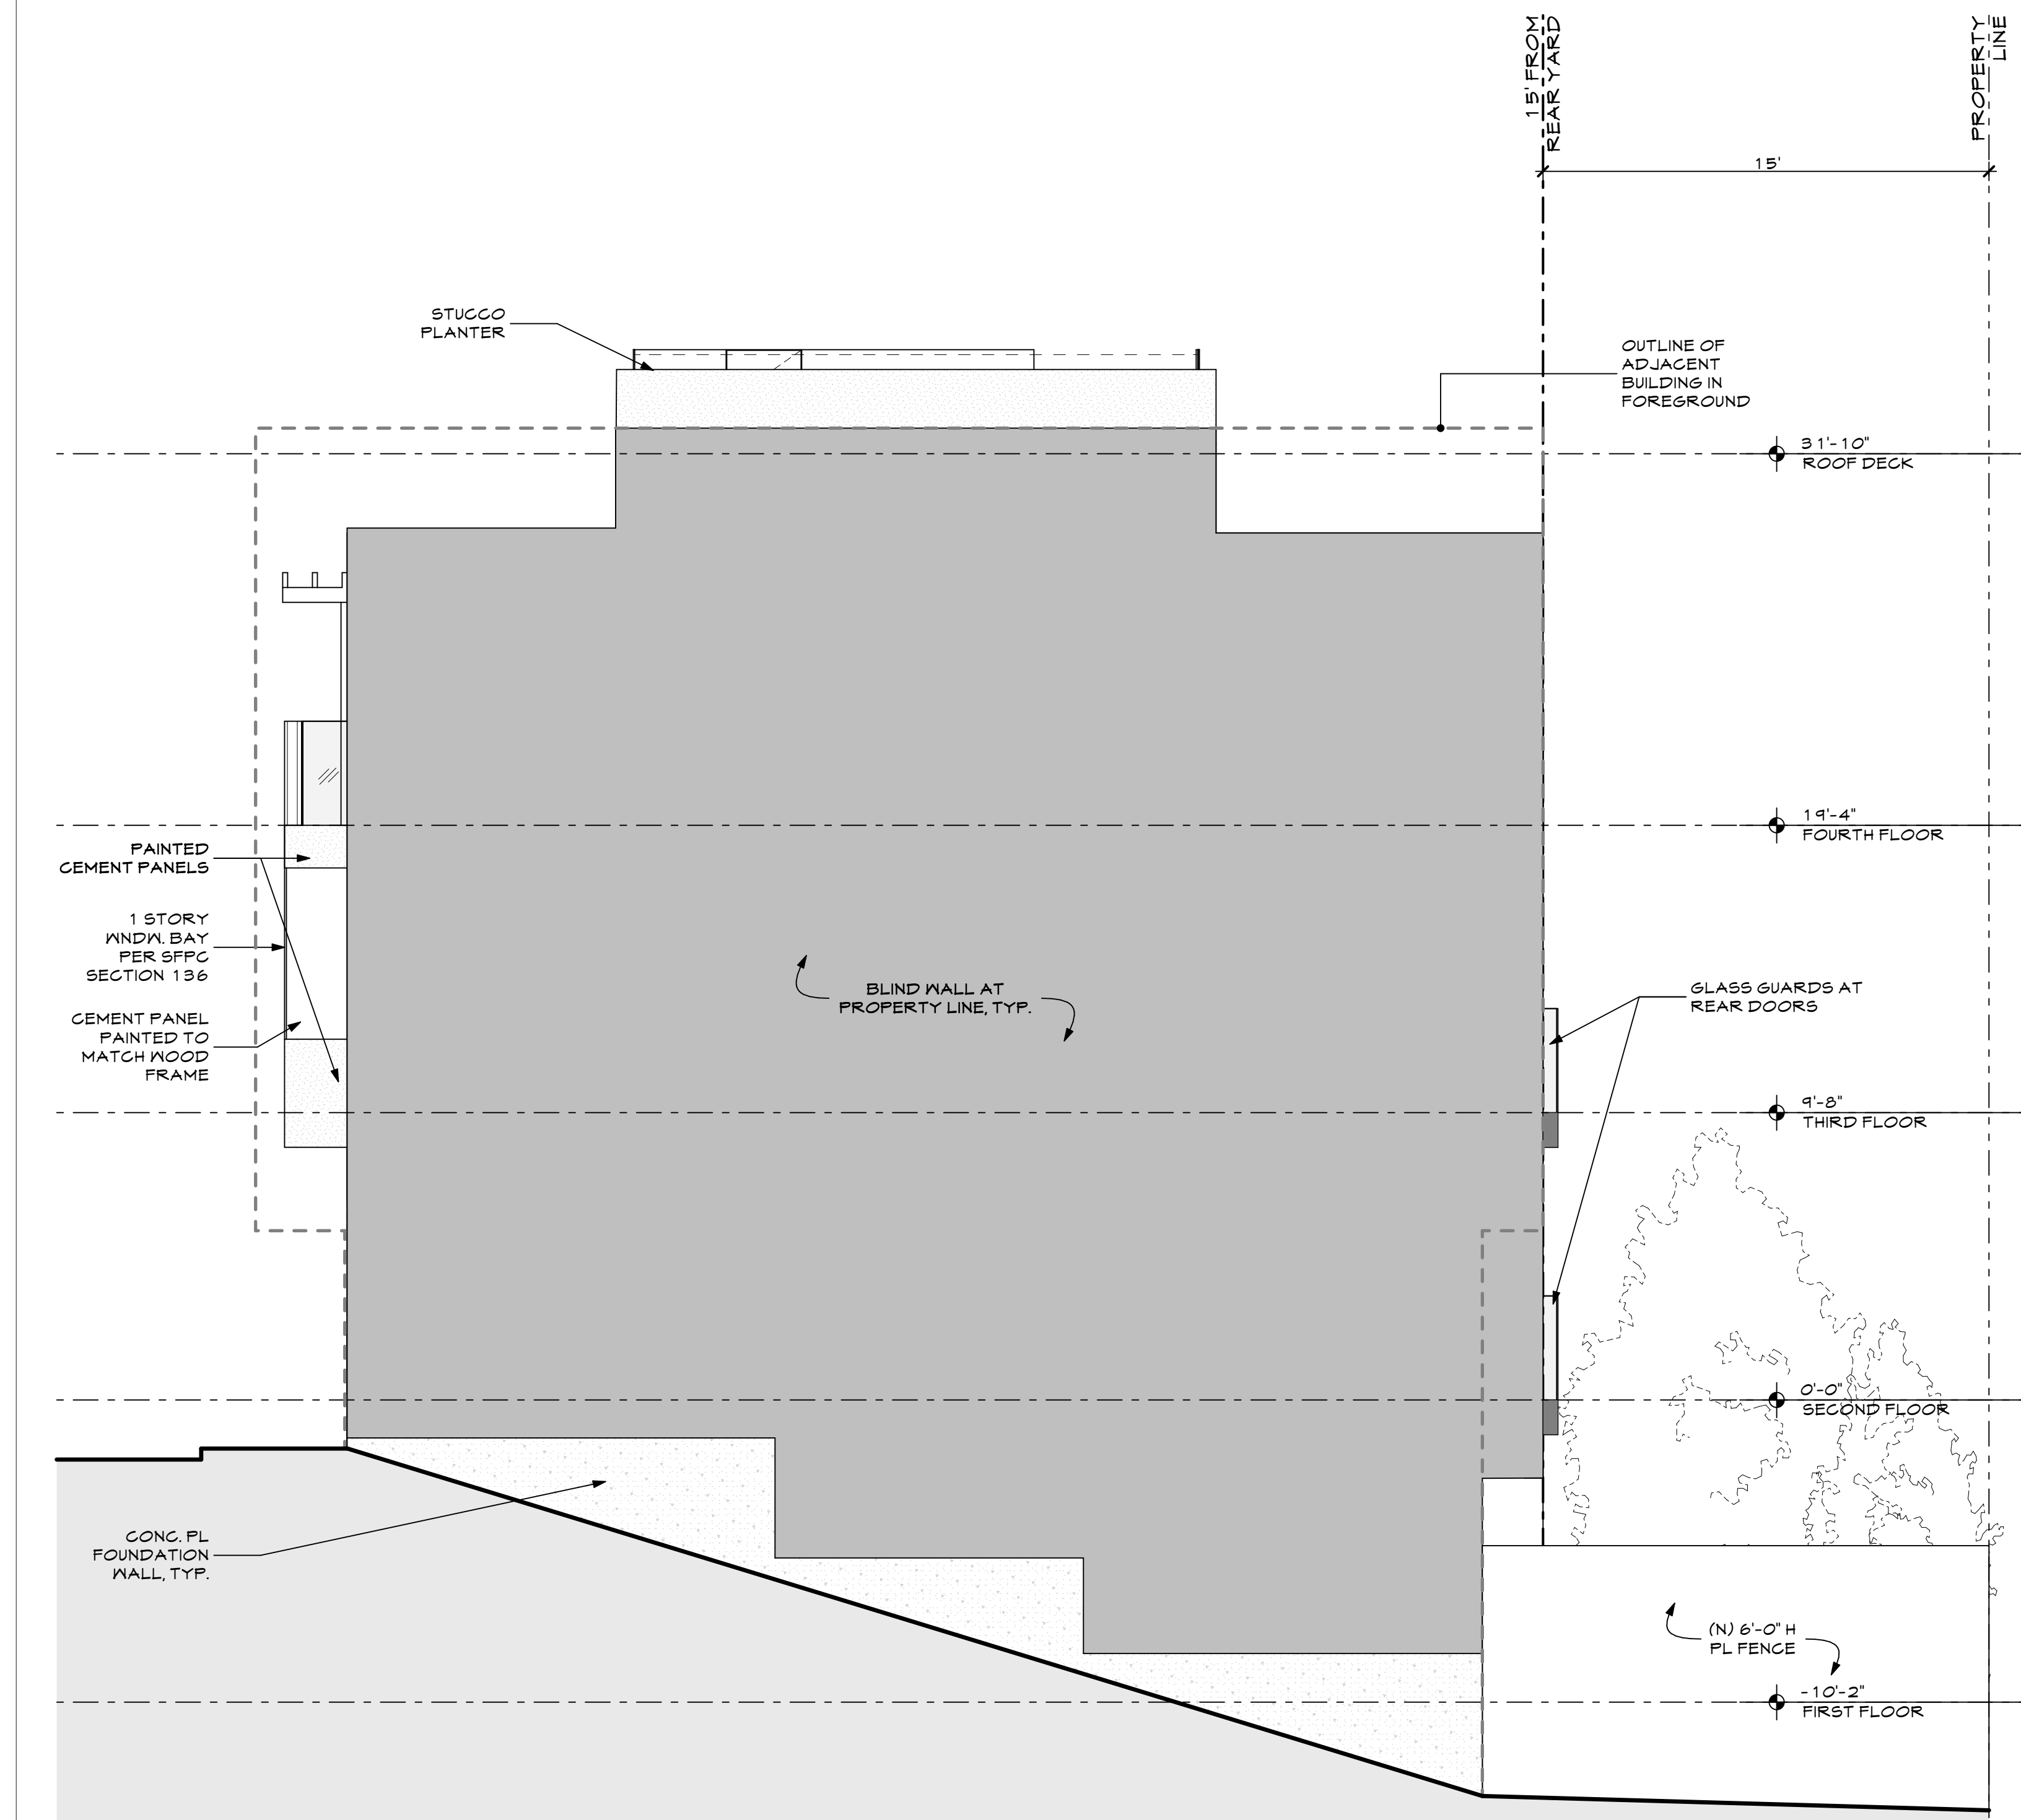 15' FROM
REAR YARD
PROPERTY
LINE
15'
STUCCO
PLANTER
OUTLINE OF
ADJACENT
BUILDING IN
FOREGROUND
31'-10"
ROOF DECK
19'-4"
FOURTH FLOOR
PAINTED
CEMENT PANELS
1 STORY
WNDW. BAY
PER SFPC
SECTION 136
CEMENT PANEL
PAINTED TO
MATCH WOOD
FRAME
BLIND WALL AT
PROPERTY LINE, TYP.
GLASS GUARDS AT
REAR DOORS
9'-8"
THIRD FLOOR
0'-0"
SECOND FLOOR
CONC. PL
FOUNDATION
WALL, TYP.
(N) 6'-0" H
PL FENCE
-10'-2"
FIRST FLOOR